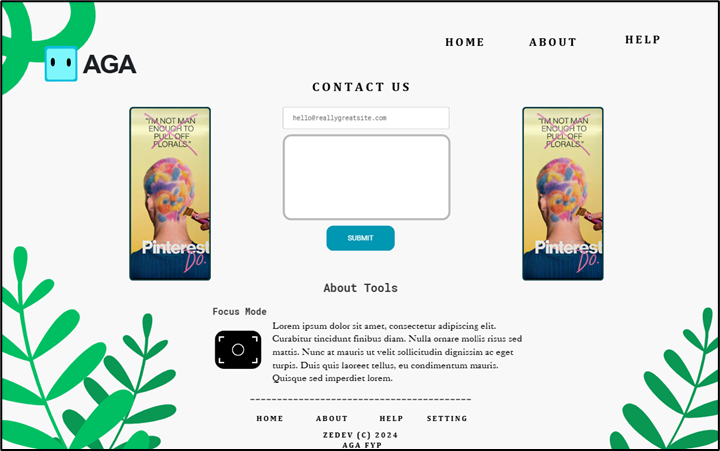 HOME ABOUT HELP
AGA
CONTACT US
hello@reallygreatsite.com
SUBMIT
"I'M NOT MAN
ENOUGH TO
PULL OFF
FLORALS."
Pinterest
Do.
"I'M NOT MAN
ENOUGH TO
PULL OFF
FLORALS."
Pinterest
Do.
About Tools
Focus Mode
Lorem ipsum dolor sit amet, consectetur adipiscing elit.
Curabitur tincidunt finibus diam. Nulla ornare mollis risus sed
mattis. Nunc at mauris ut velit sollicitudin dignissim ac eget
turpis. Duis quis laoreet tellus, eu condimentum mauris.
Quisque sed imperdiet lorem.
HOME ABOUT HELP SETTING
ZEDEV (C) 2024
AGA FYP